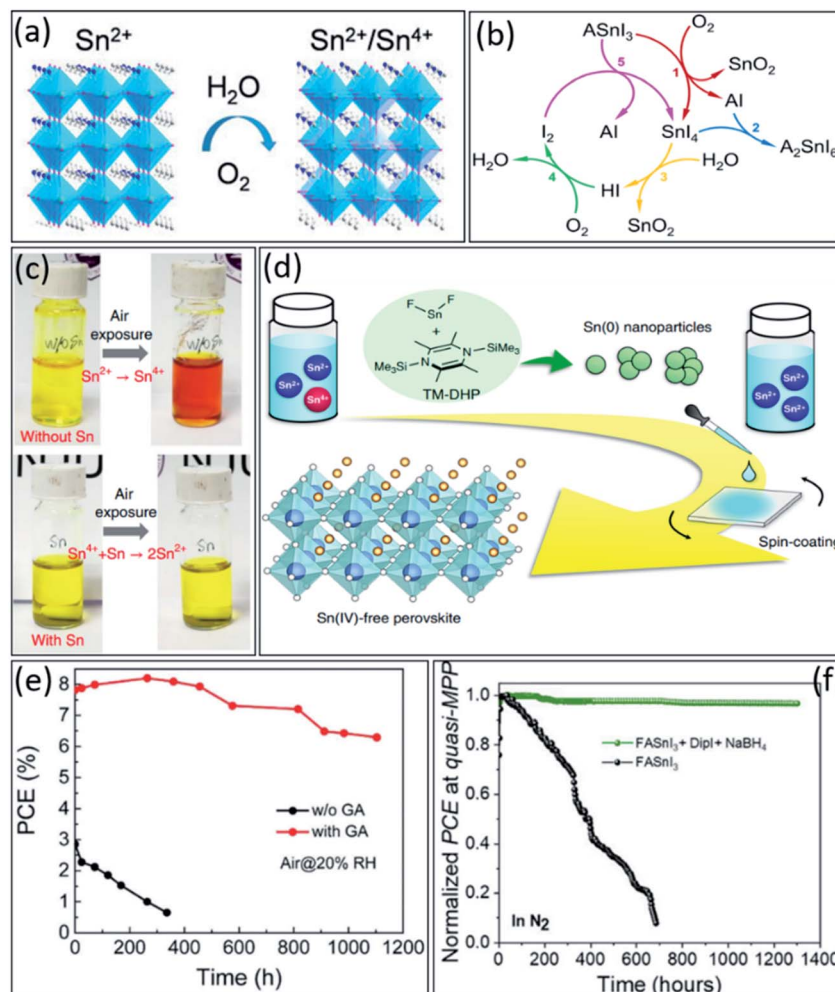 (a)
Sn2+
Sn2+/Sn4+
H2O
O2
(b)
ASnI3
O2
SnO2
5
1
AI
I2
AI
SnI4
2
A2SnI6
H2O
4
3
H2O
HI
O2
SnO2
(c)
w/o Sn
Air
exposure
w/o Sn
Sn2+ → Sn4+
Without Sn
Air
exposure
Sn
Sn4++Sn → 2Sn2+
Sn
With Sn
(d)
F
F
Sn
+
Sn(0) nanoparticles
N-SiMe3
Me3Si-N
TM-DHP
Sn2+
Sn2+
Sn4+
Sn2+
Sn2+
Sn2+
Spin-coating
Sn(IV)-free perovskite
(e)
PCE (%)
8
7
6
5
4
3
2
1
0
w/o GA
with GA
Air@20% RH
0 200 400 600 800 1000 1200
Time (h)
(f)
Normalized PCE at quasi-MPP
1.0
0.8
0.6
0.4
0.2
0.0
FASnI3+ DipI+ NaBH4
FASnI3
In N2
0 200 400 600 800 1000 1200 1400
Time (hours)